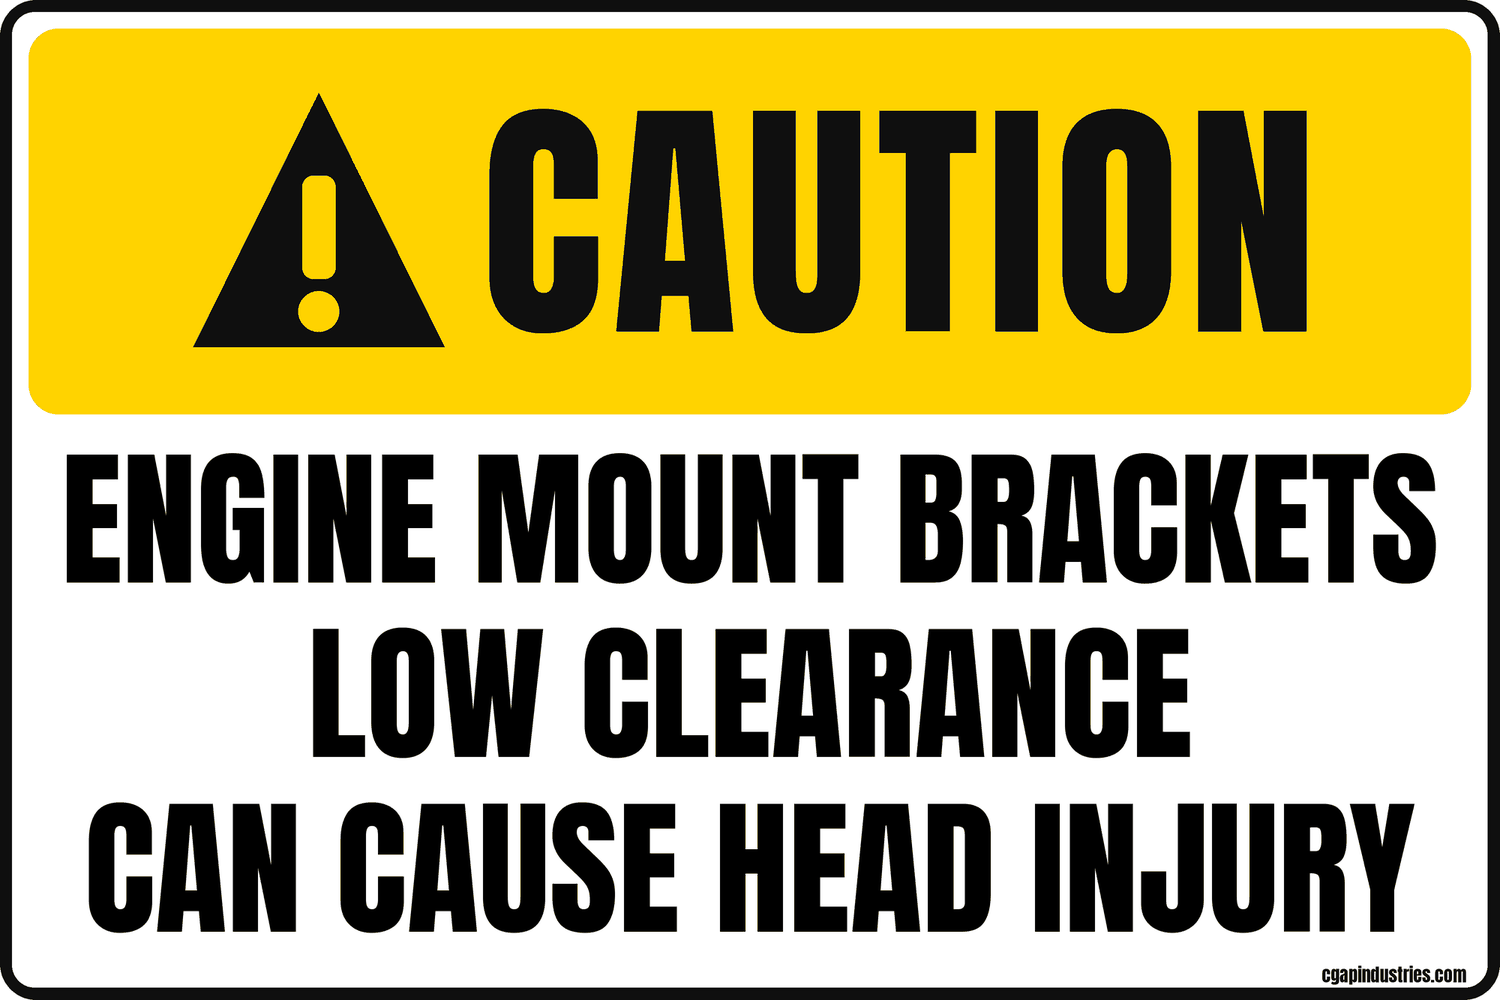 CAUTION
ENGINE MOUNT BRACKETS
LOW CLEARANCE
CAN CAUSE HEAD INJURY
cgapindustries.com